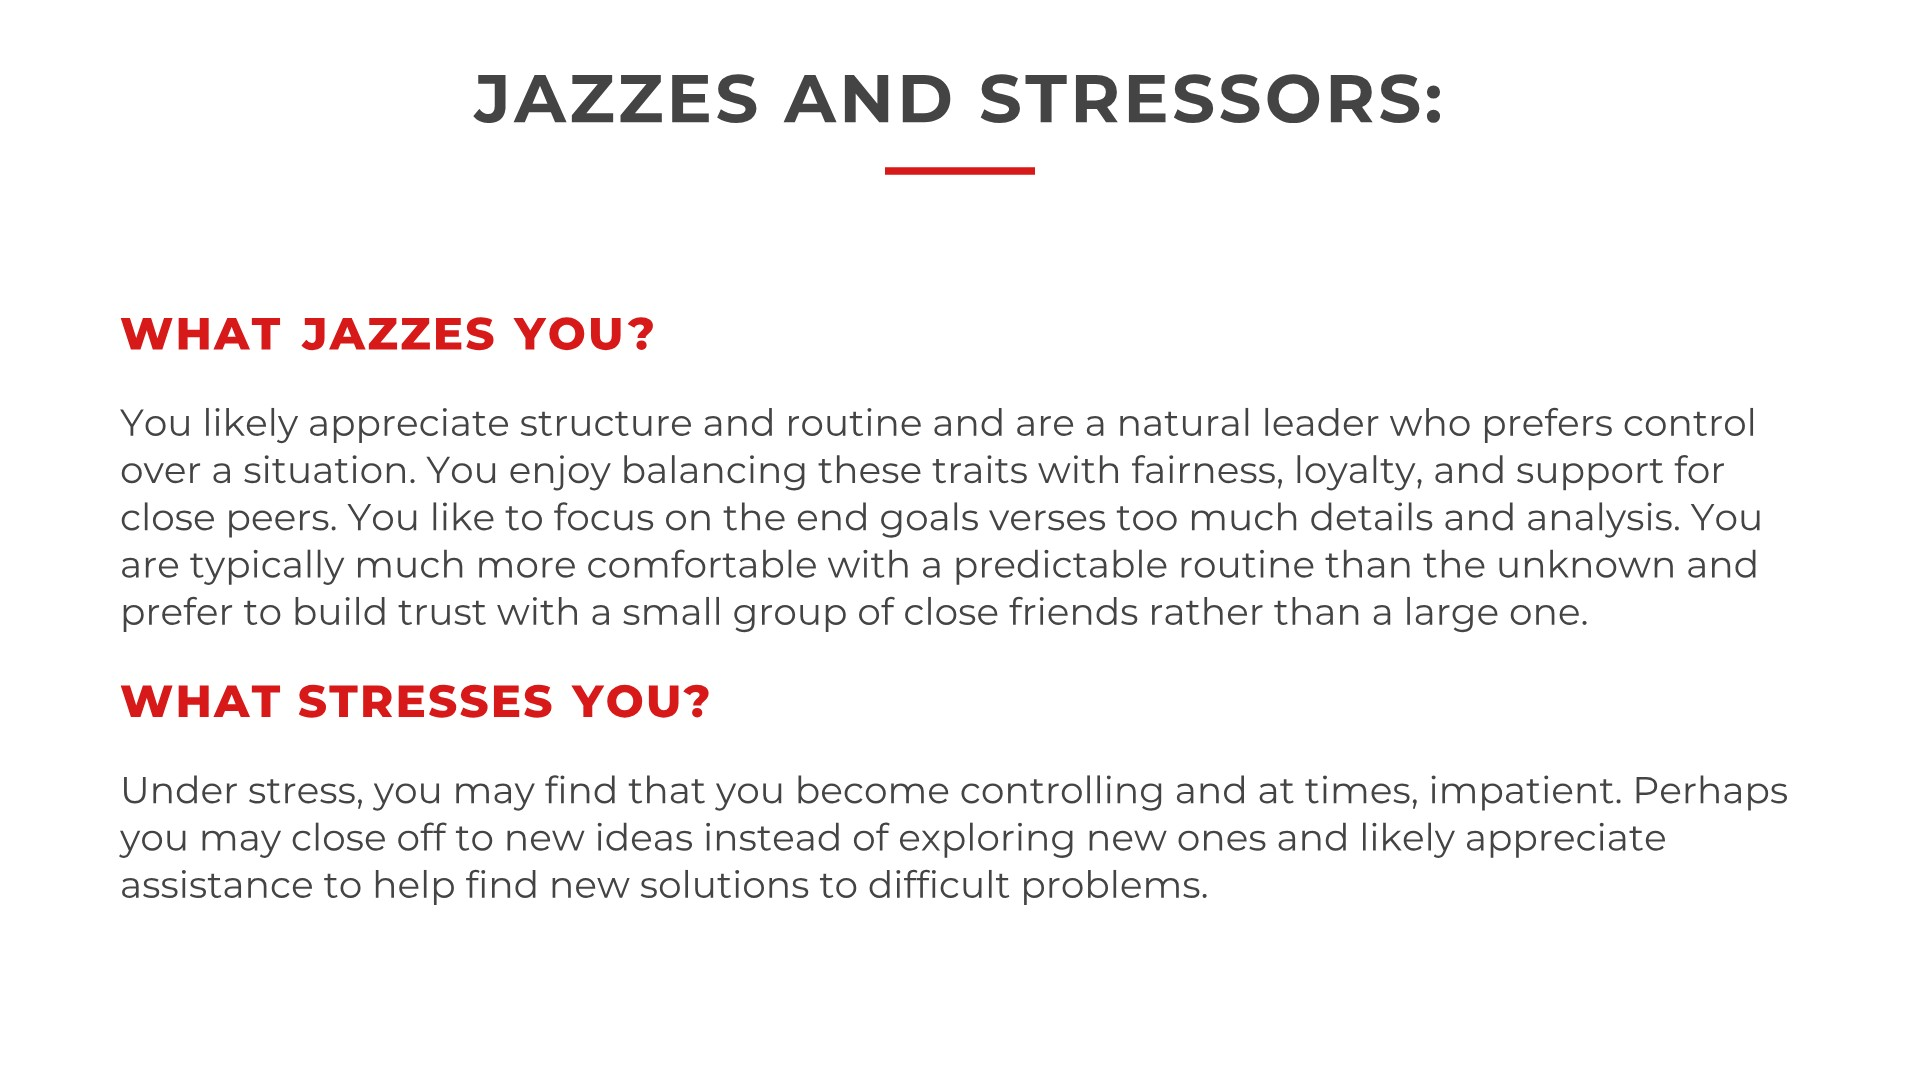 JAZZES AND STRESSORS:
WHAT JAZZES YOU?
You likely appreciate structure and routine and are a natural leader who prefers control
over a situation. You enjoy balancing these traits with fairness, loyalty, and support for
close peers. You like to focus on the end goals verses too much details and analysis. You
are typically much more comfortable with a predictable routine than the unknown and
prefer to build trust with a small group of close friends rather than a large one.
WHAT STRESSES YOU?
Under stress, you may find that you become controlling and at times, impatient. Perhaps
you may close off to new ideas instead of exploring new ones and likely appreciate
assistance to help find new solutions to difficult problems.